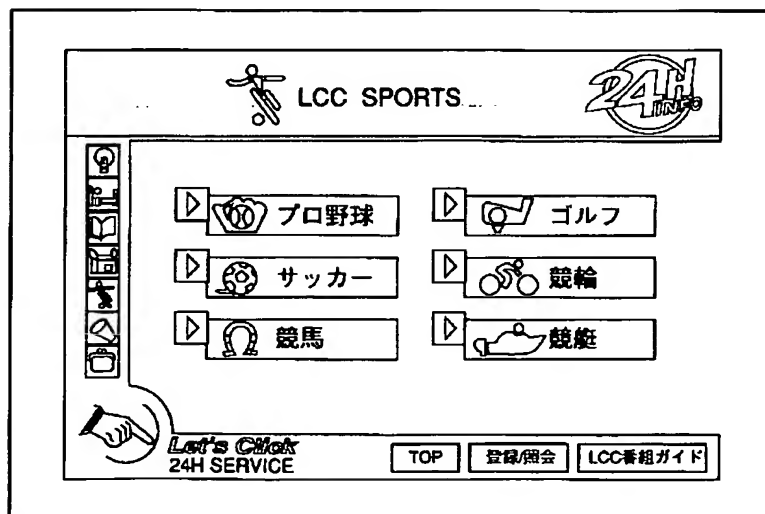 LCC SPORTS
24H
INFO
プロ野球
ゴルフ
サッカー
競輪
競馬
競艇
Let's Click
24H SERVICE
TOP
登録/照会
LCC番組ガイド